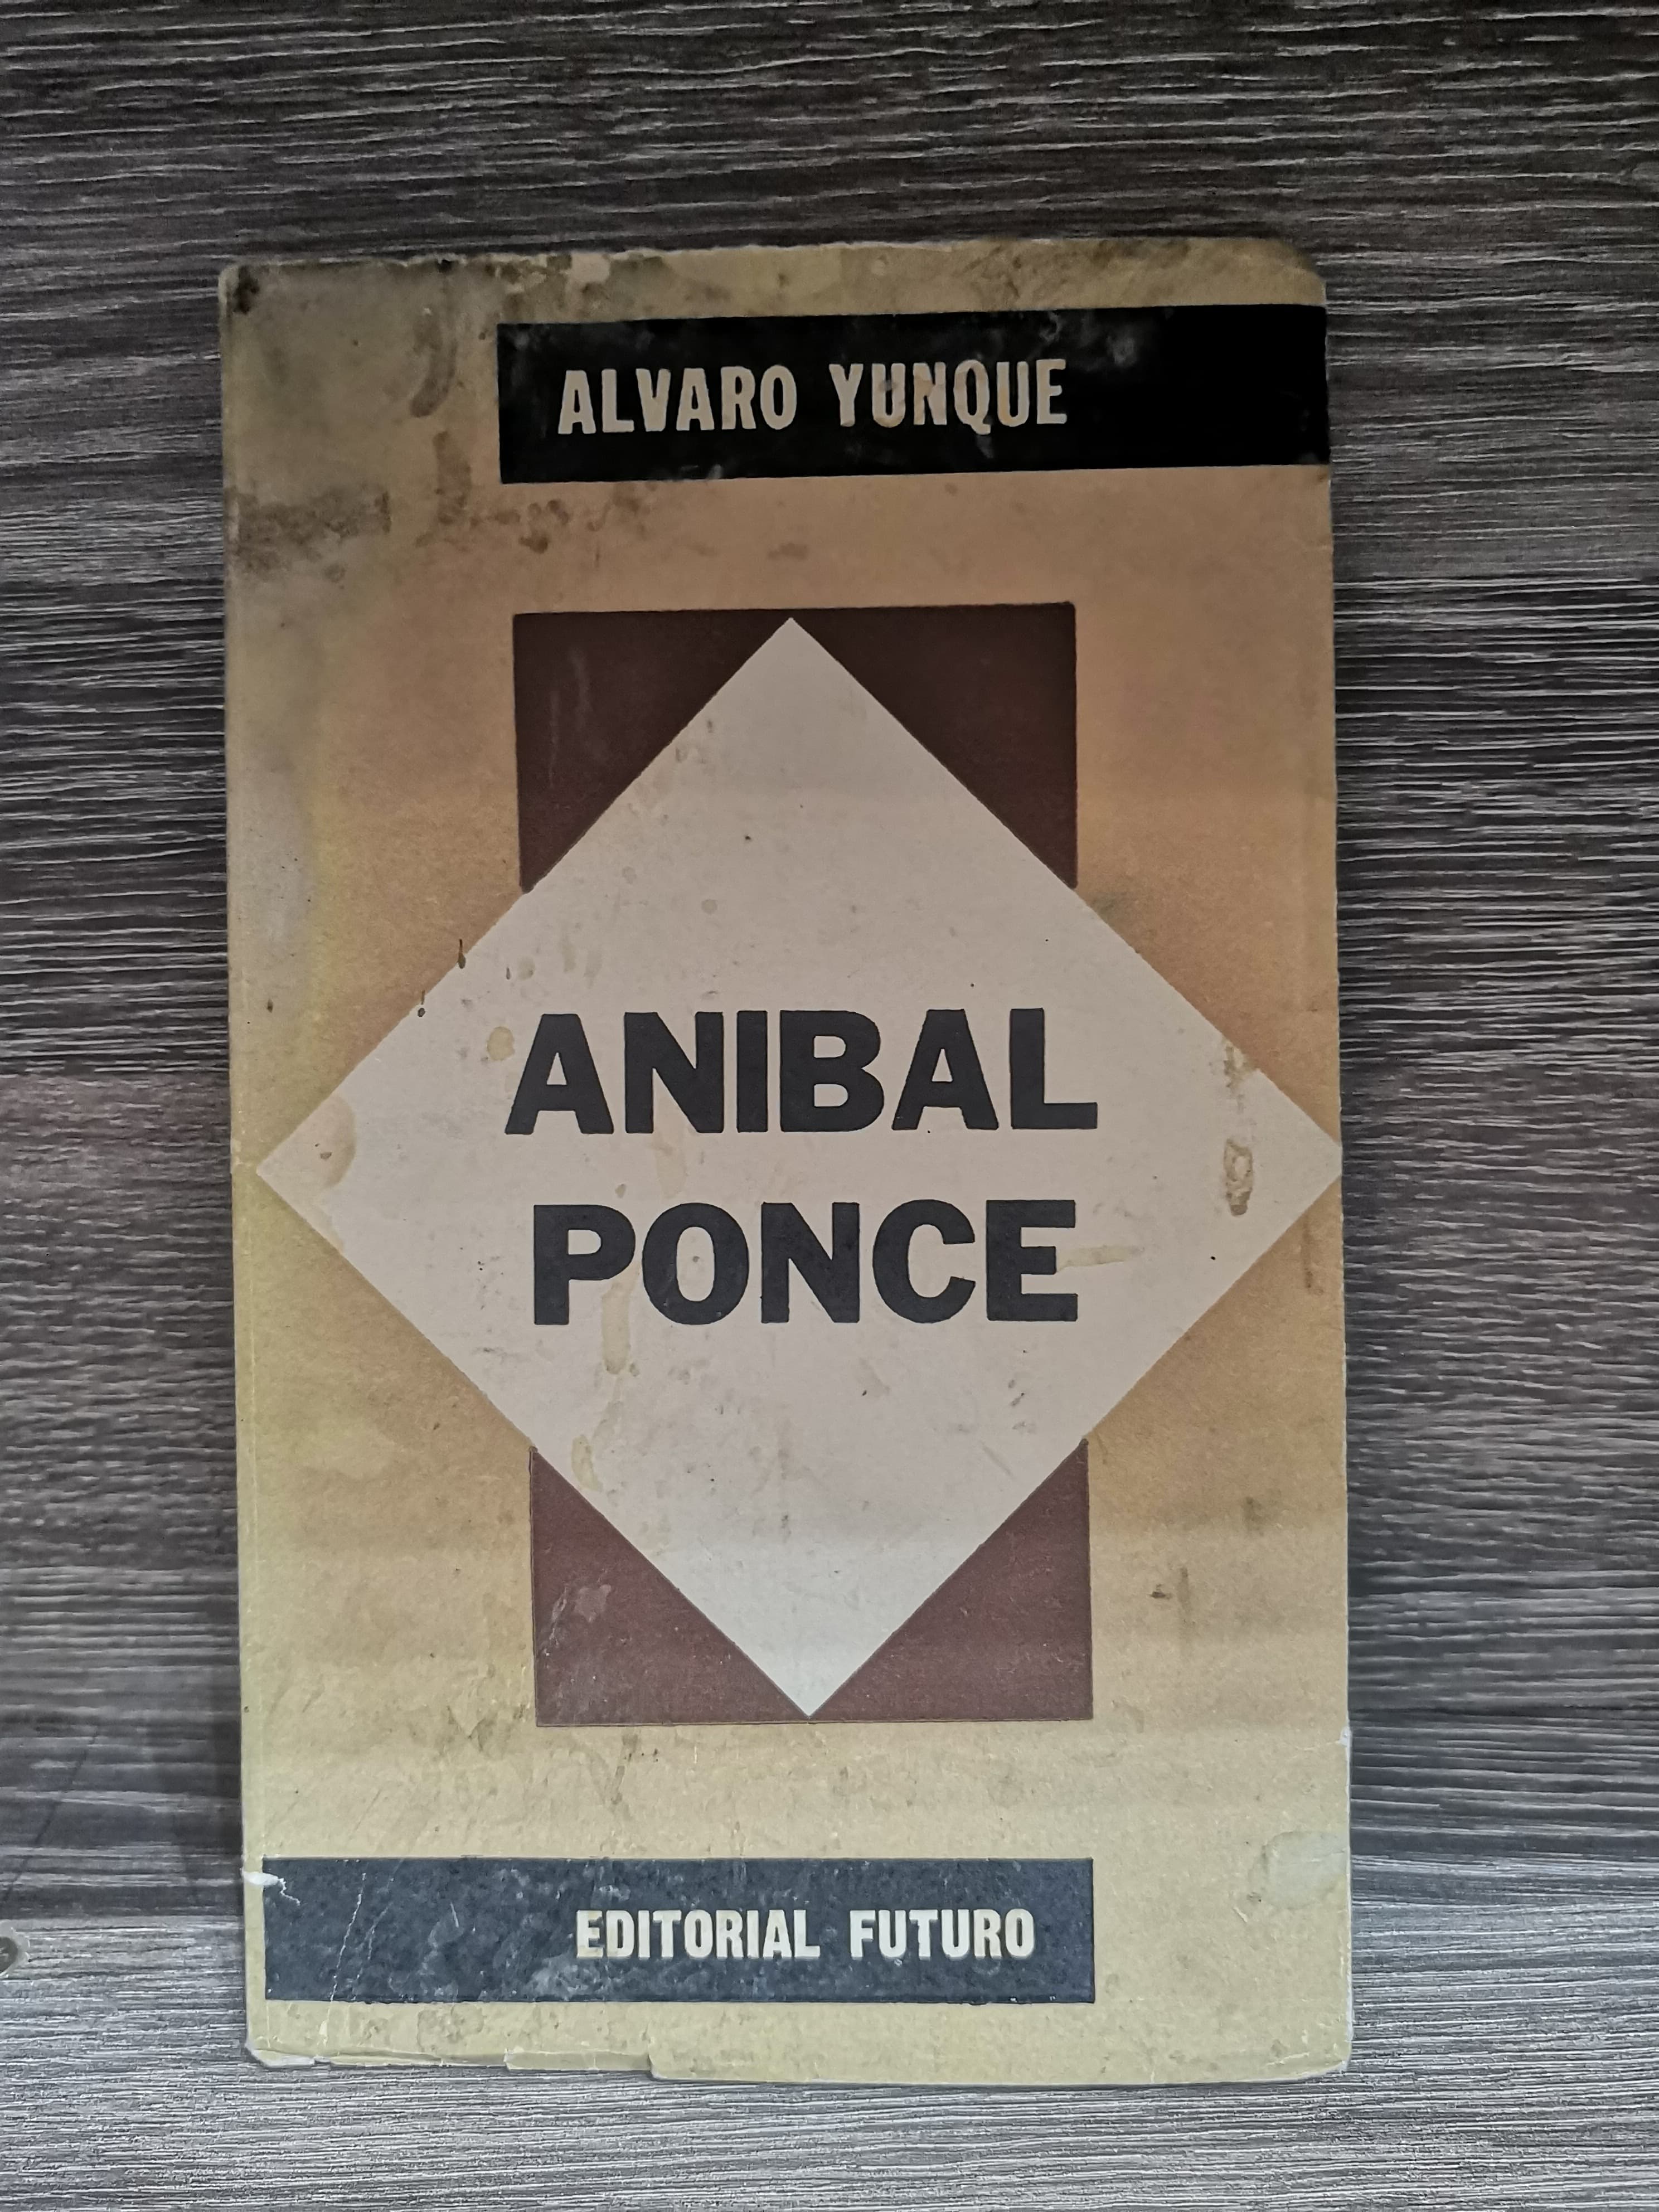 ALVARO YUNQUE
ANIBAL
PONCE
EDITORIAL FUTURO